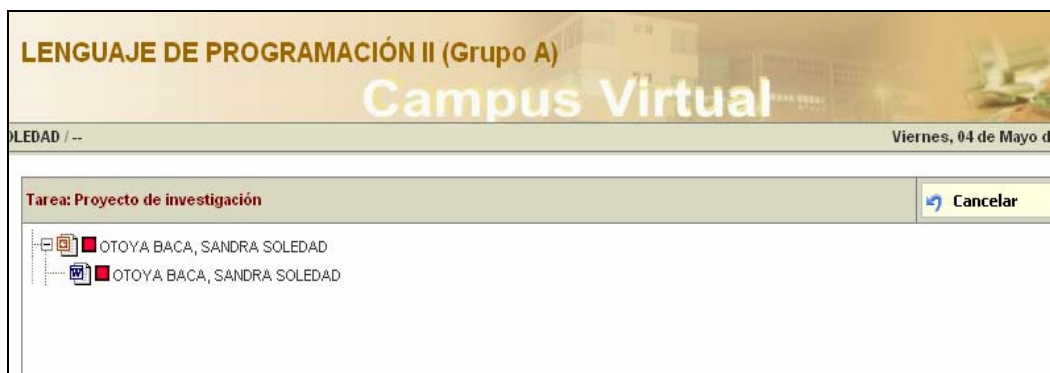 LENGUAJE DE PROGRAMACIÓN II (Grupo A)
Campus Virtual
OLEDAD / --
Viernes, 04 de Mayo d
Tarea: Proyecto de investigación
Cancelar
OTOYA BACA, SANDRA SOLEDAD
OTOYA BACA, SANDRA SOLEDAD